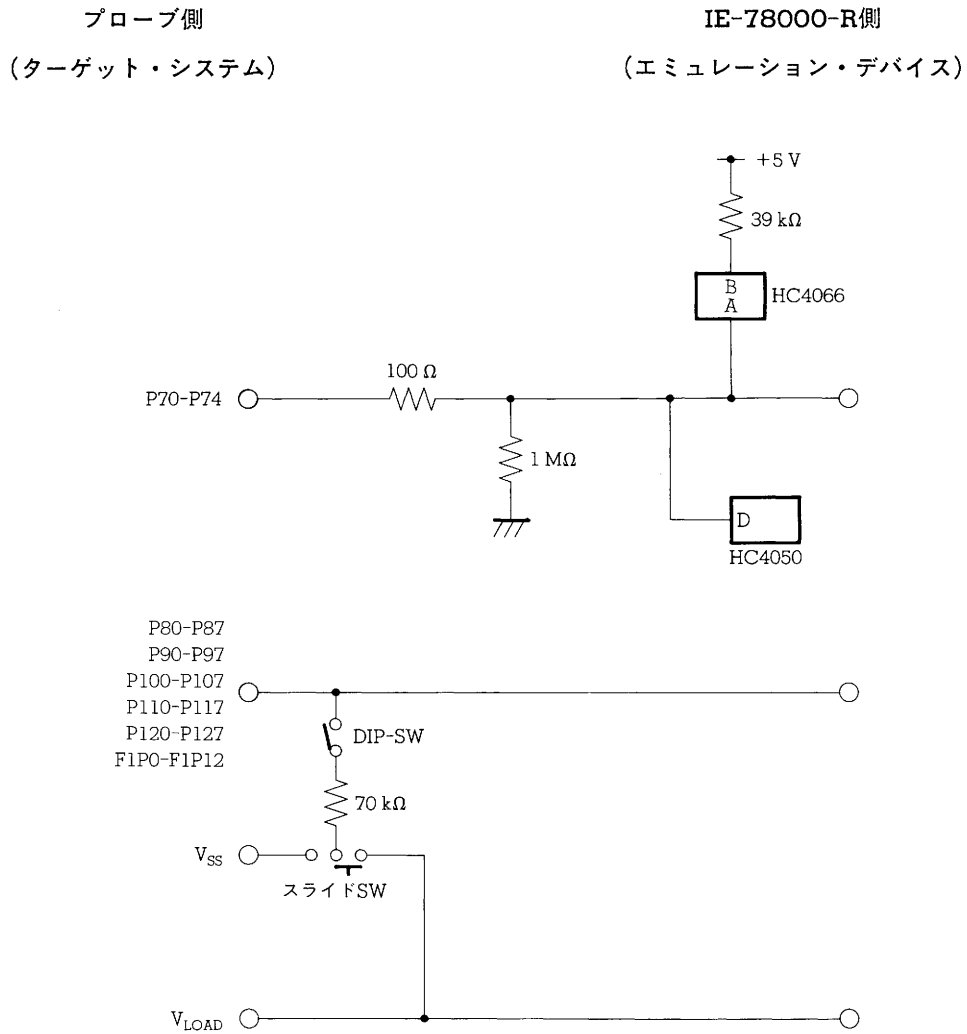 プローブ側
(ターゲット・システム)
IE-78000-R側
(エミュレーション・デバイス)
+5 V
39 kΩ
B
A
HC4066
100 Ω
P70-P74
1 MΩ
D
HC4050
P80-P87
P90-P97
P100-P107
P110-P117
P120-P127
FIP0-FIP12
DIP-SW
70 kΩ
VSS
スライドSW
VLOAD